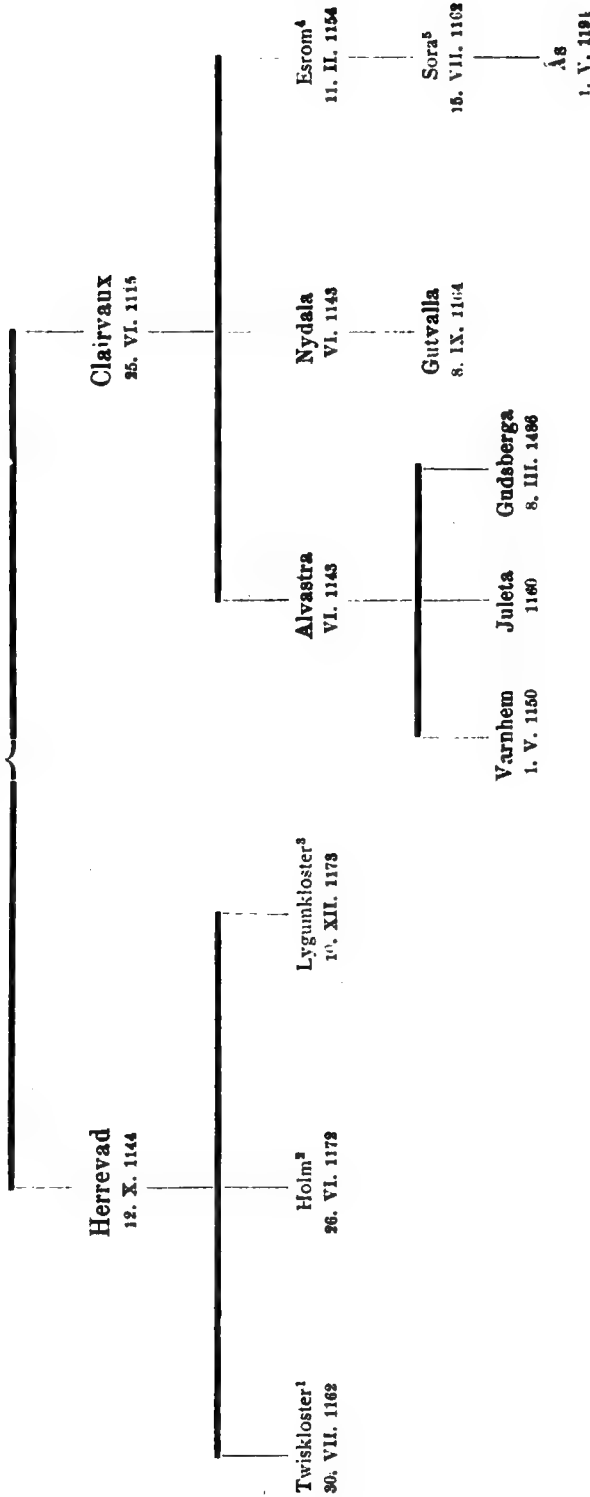 Herrevad
12. X. 1144
Clairvaux
25. VI. 1115
Twiskloster¹
30. VII. 1162
Holm²
26. VI. 1172
Lygumkloster³
XII. 1173
Alvastra
VI. 1143
Nydala
VI. 1143
Esrom⁴
11. II. 1154
Varnhem
1. V. 1150
Juleta
1160
Gudsberga
8. III. 1486
Gutvalla
8. IX. 1164
Sora⁵
15. VII. 1162
Ås
1. V. 1194